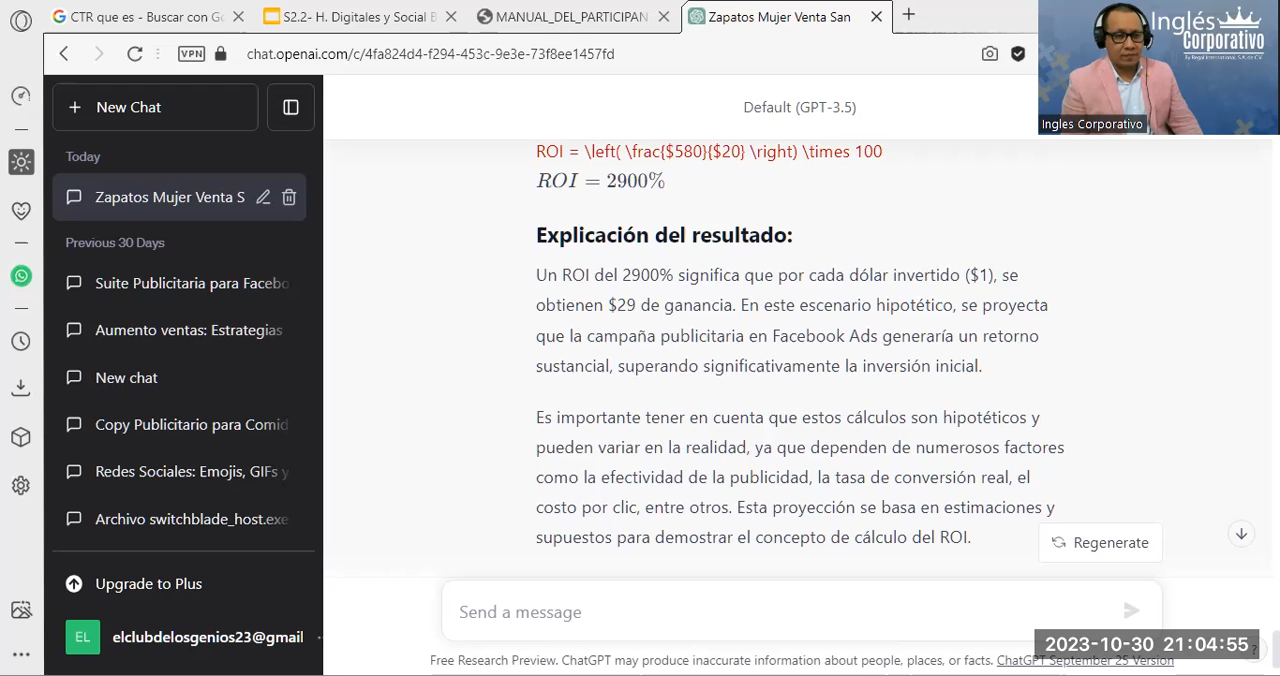 CTR que es - Buscar con Go
S2.2- H. Digitales y Social B
MANUAL_DEL_PARTICIPAN
Zapatos Mujer Venta San
VPN
chat.openai.com/c/4fa824d4-f294-453c-9e3e-73f8ee1457fd
Inglés
Corporativo
By Regal International, S.A. de C.V.
Ingles Corporativo
New Chat
Default (GPT-3.5)
Today
Zapatos Mujer Venta S
Previous 30 Days
Suite Publicitaria para Facebo
Aumento ventas: Estrategias
New chat
Copy Publicitario para Comid
Redes Sociales: Emojis, GIFs y
Archivo switchblade_host.exe
Upgrade to Plus
EL
elclubdelosgenios23@gmail
ROI = \left( \frac{$580}{$20} \right) \times 100
ROI = 2900%
Explicación del resultado:
Un ROI del 2900% significa que por cada dólar invertido ($1), se
obtienen $29 de ganancia. En este escenario hipotético, se proyecta
que la campaña publicitaria en Facebook Ads generaría un retorno
sustancial, superando significativamente la inversión inicial.
Es importante tener en cuenta que estos cálculos son hipotéticos y
pueden variar en la realidad, ya que dependen de numerosos factores
como la efectividad de la publicidad, la tasa de conversión real, el
costo por clic, entre otros. Esta proyección se basa en estimaciones y
supuestos para demostrar el concepto de cálculo del ROI.
Regenerate
Send a message
2023-10-30 21:04:55
Free Research Preview. ChatGPT may produce inaccurate information about people, places, or facts. ChatGPT September 25 Version
?